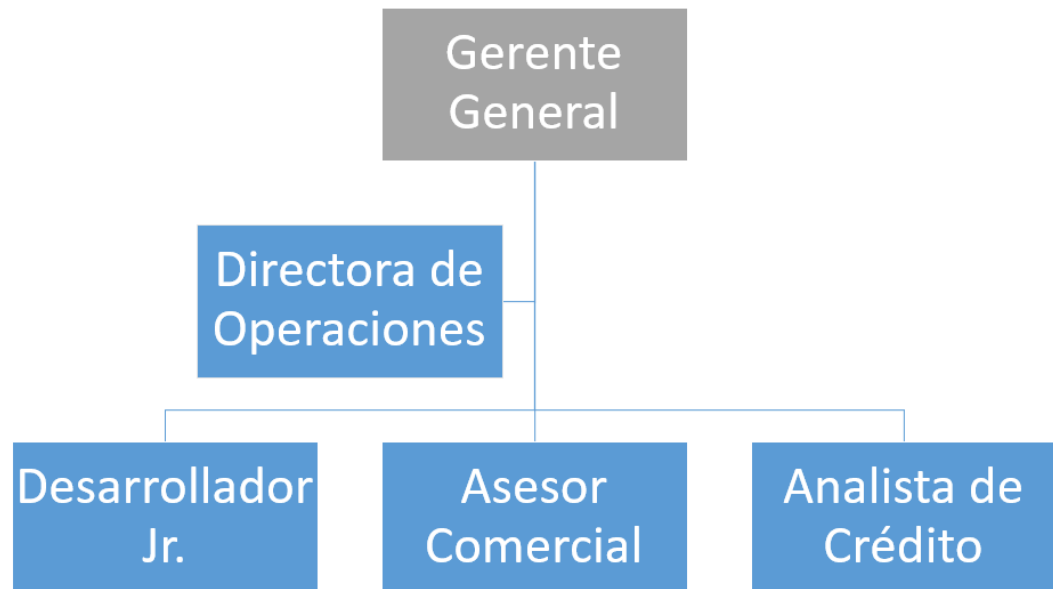 Gerente
General
Directora de
Operaciones
Desarrollador
Jr.
Asesor
Comercial
Analista de
Crédito